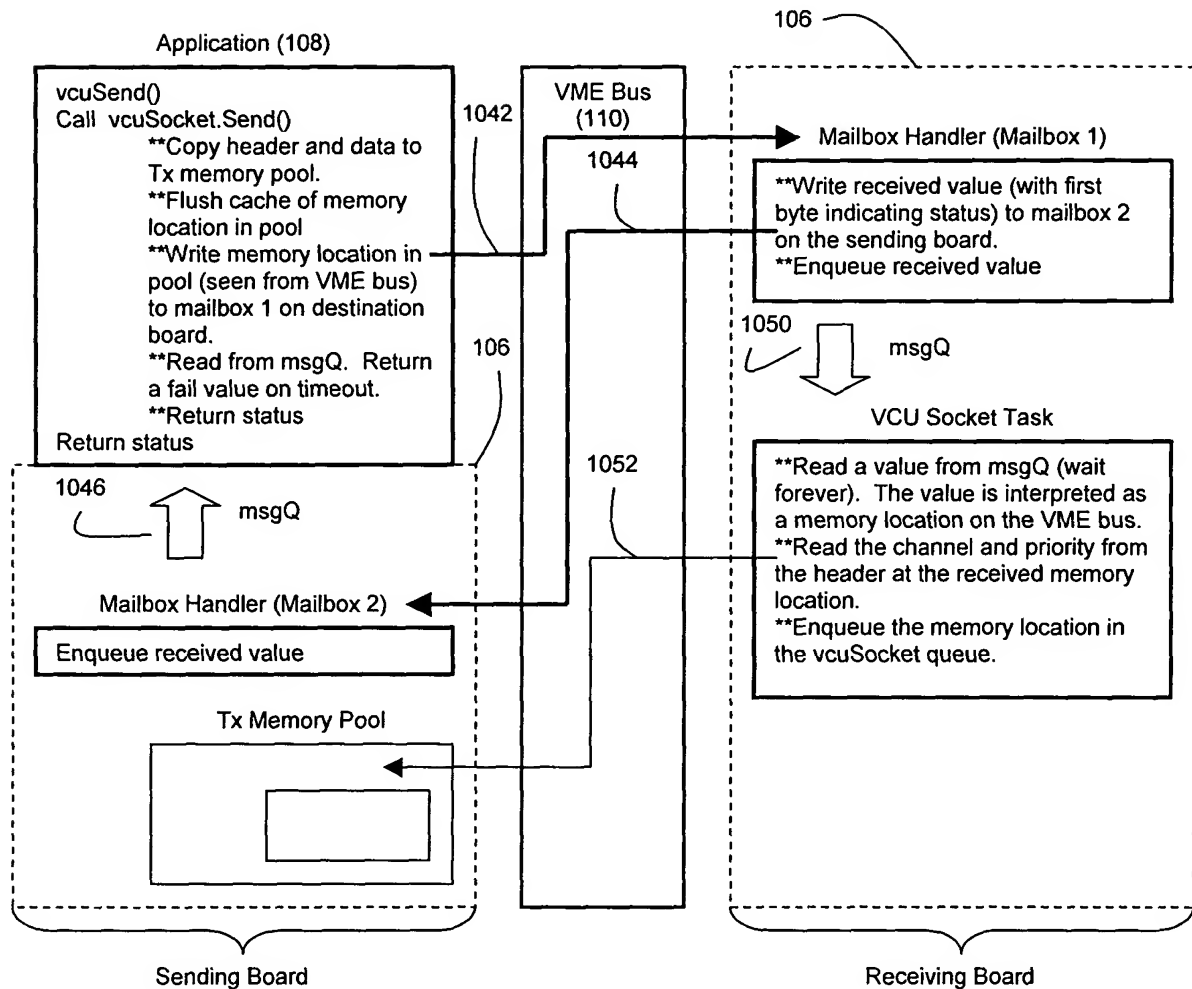 106
Application (108)
vcuSend()
Call vcuSocket.Send()
**Copy header and data to
Tx memory pool.
**Flush cache of memory
location in pool
**Write memory location in
pool (seen from VME bus)
to mailbox 1 on destination
board.
**Read from msgQ. Return
a fail value on timeout.
**Return status
Return status
1042
VME Bus
(110)
1044
Mailbox Handler (Mailbox 1)
**Write received value (with first
byte indicating status) to mailbox 2
on the sending board.
**Enqueue received value
106
1050
msgQ
VCU Socket Task
**Read a value from msgQ (wait
forever). The value is interpreted as
a memory location on the VME bus.
**Read the channel and priority from
the header at the received memory
location.
**Enqueue the memory location in
the vcuSocket queue.
1046
msgQ
1052
Mailbox Handler (Mailbox 2)
Enqueue received value
Tx Memory Pool
Sending Board
Receiving Board